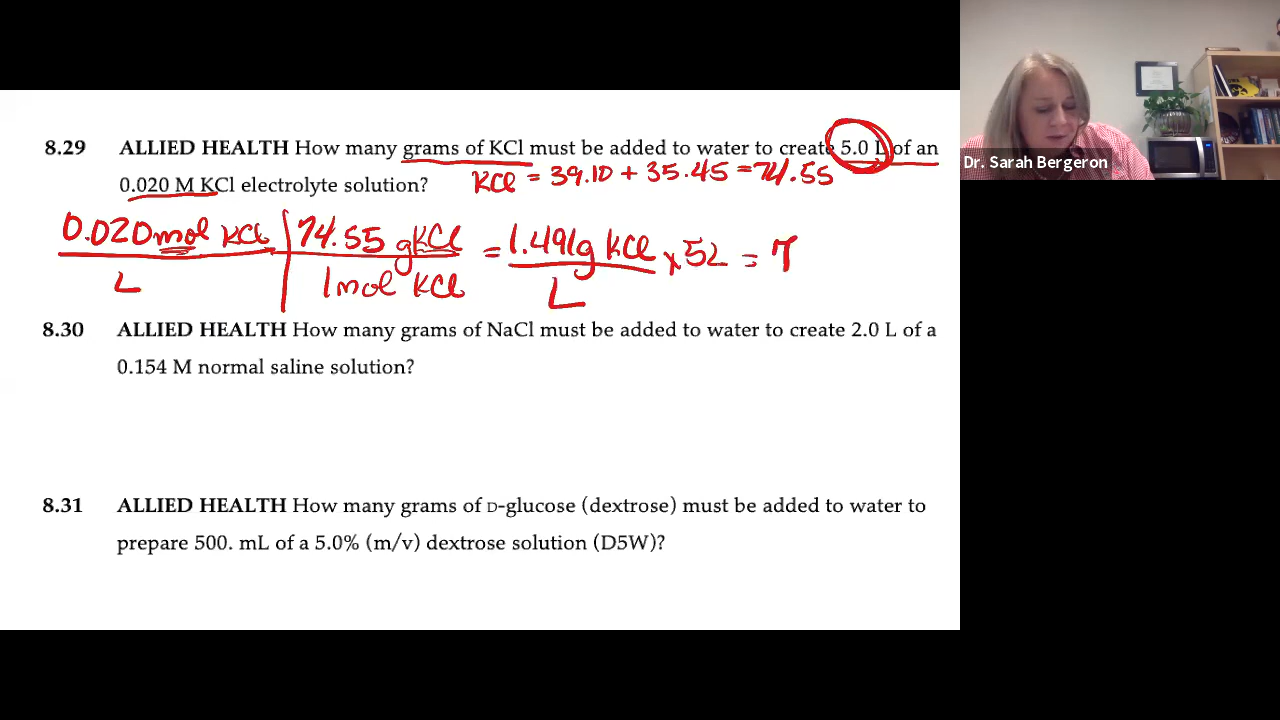 8.29 ALLIED HEALTH How many grams of KCl must be added to water to create 5.0 L of an
0.020 M KCl electrolyte solution?
KCl = 39.10 + 35.45 = 74.55
0.020 mol KCl | 74.55 g KCl = 1.491g KCl x 5L = 7
L | 1mol KCl L
8.30 ALLIED HEALTH How many grams of NaCl must be added to water to create 2.0 L of a
0.154 M normal saline solution?
8.31 ALLIED HEALTH How many grams of D-glucose (dextrose) must be added to water to
prepare 500. mL of a 5.0% (m/v) dextrose solution (D5W)?
Dr. Sarah Bergeron